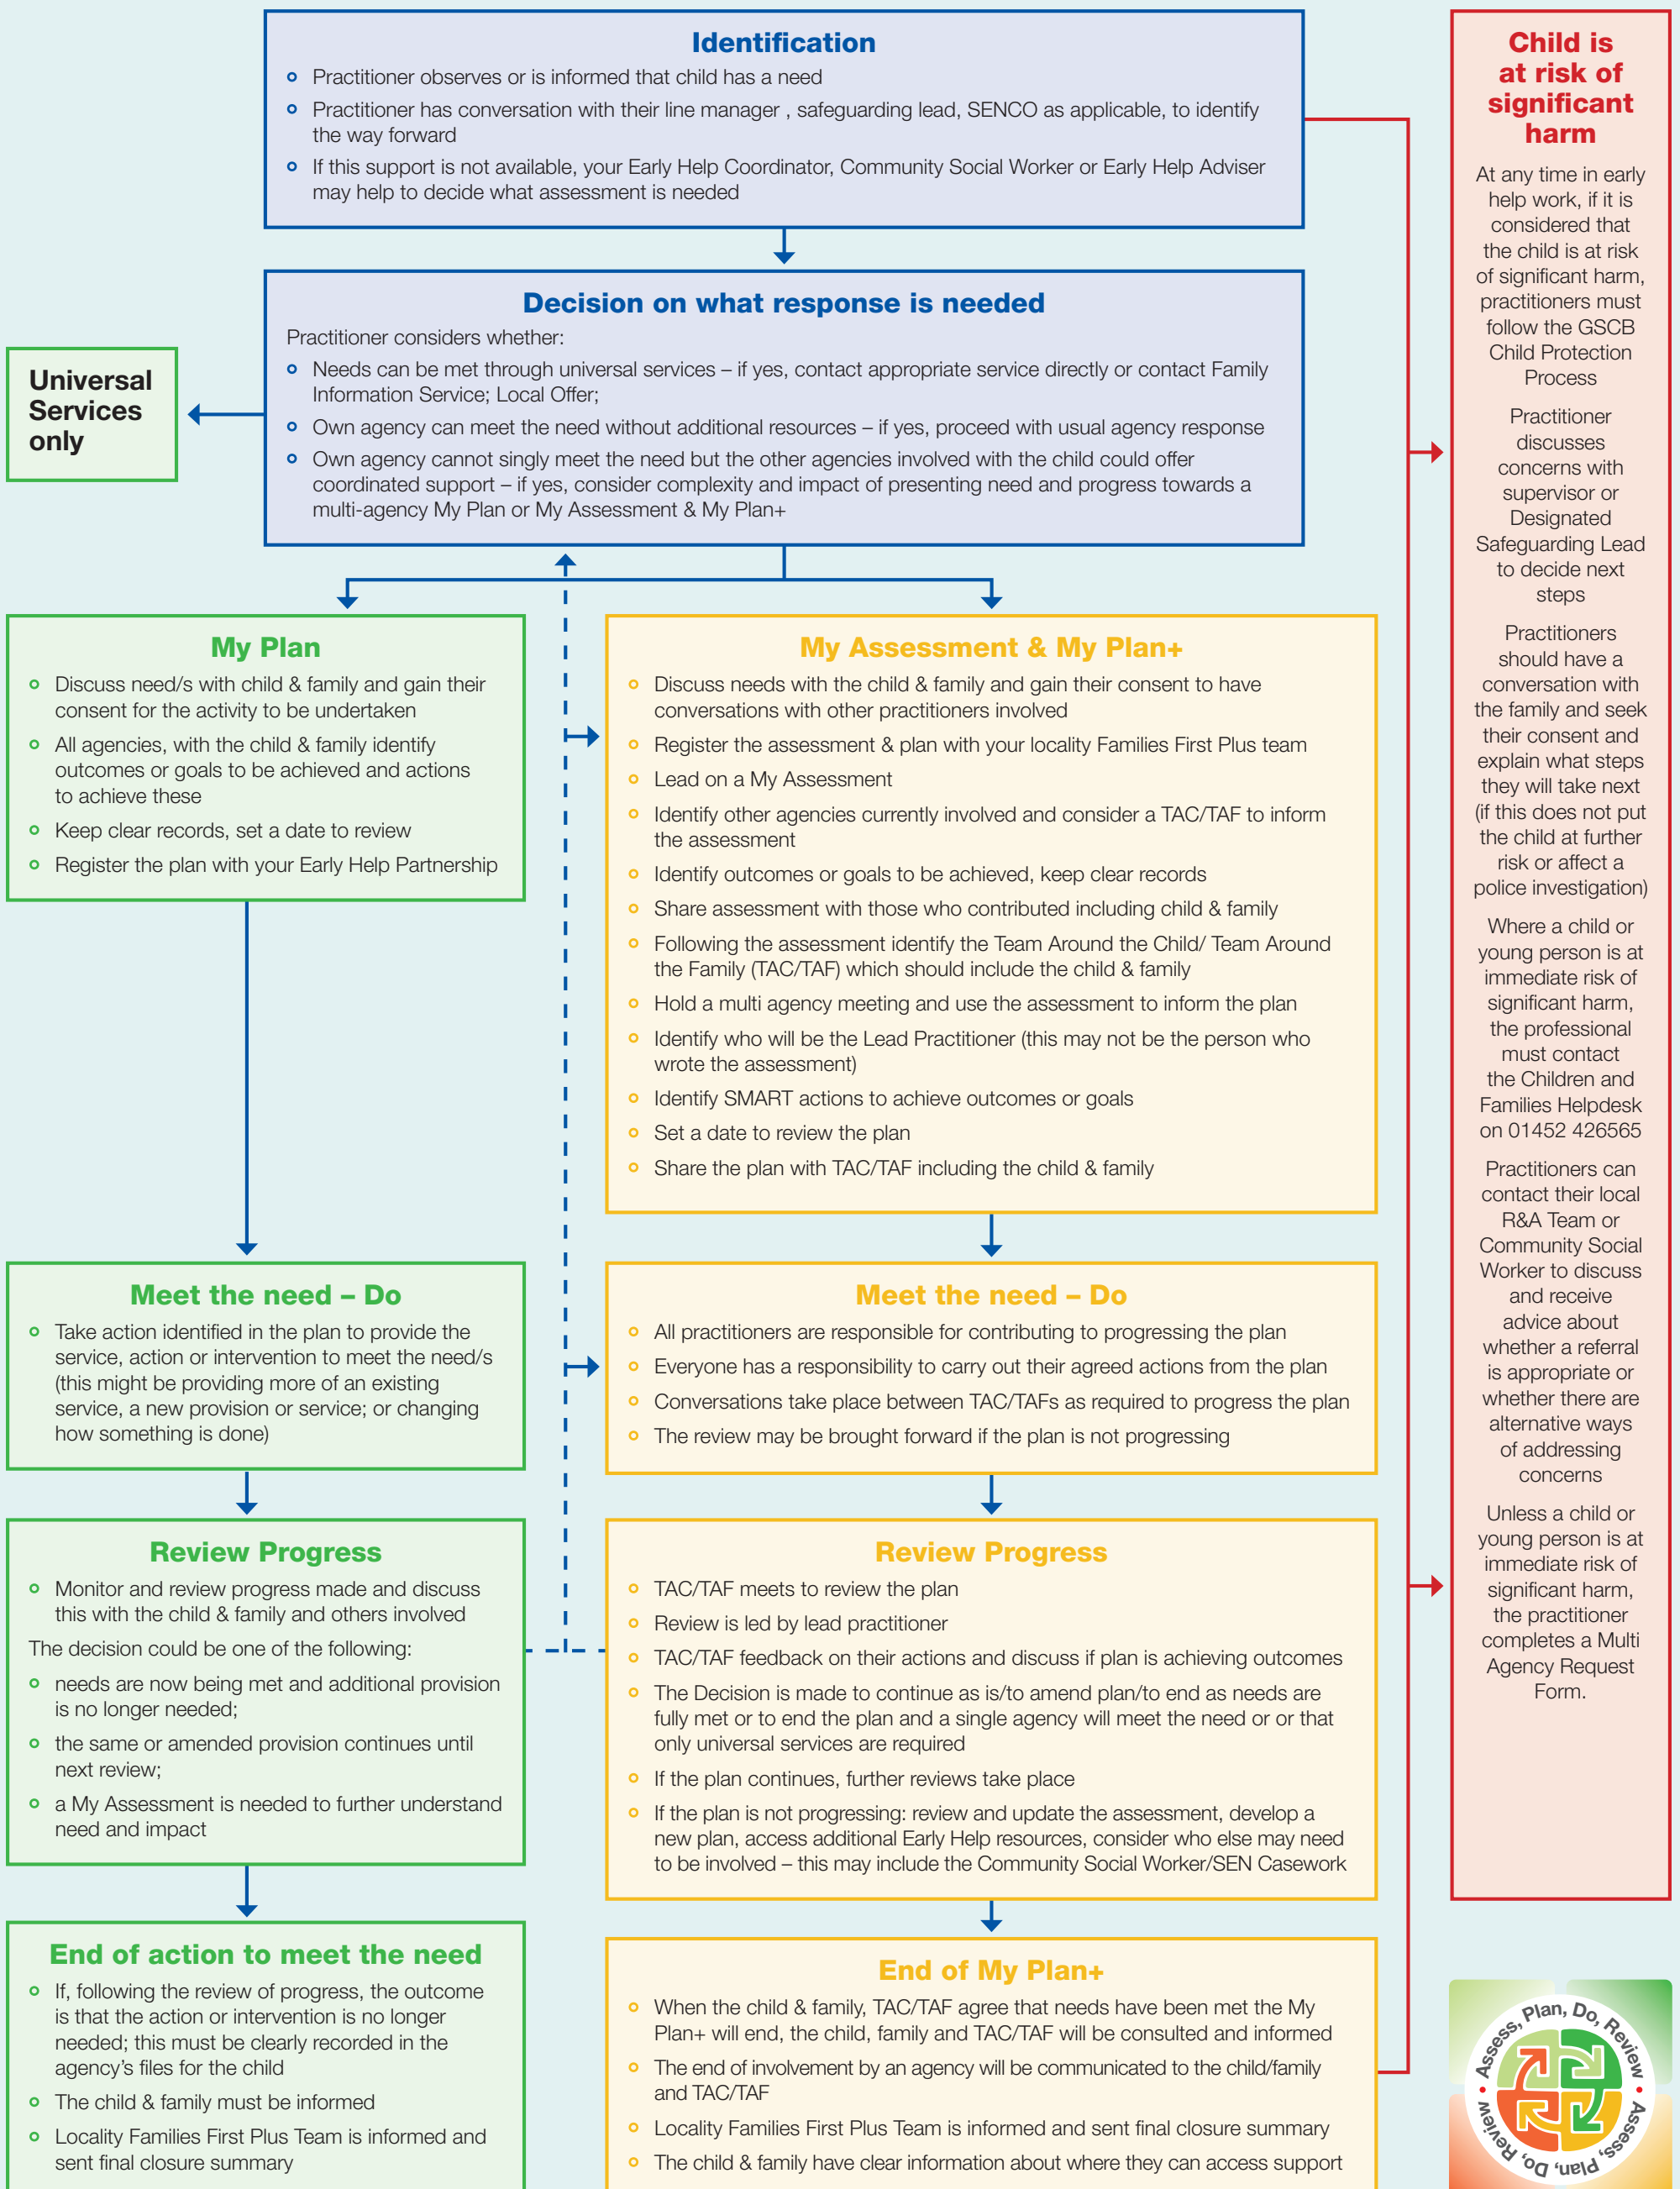 Identification
Practitioner observes or is informed that child has a need
Practitioner has conversation with their line manager , safeguarding lead, SENCO as applicable, to identify
the way forward
If this support is not available, your Early Help Coordinator, Community Social Worker or Early Help Adviser
may help to decide what assessment is needed
Decision on what response is needed
Practitioner considers whether:
Needs can be met through universal services – if yes, contact appropriate service directly or contact Family
Information Service; Local Offer;
Own agency can meet the need without additional resources – if yes, proceed with usual agency response
Own agency cannot singly meet the need but the other agencies involved with the child could offer
coordinated support – if yes, consider complexity and impact of presenting need and progress towards a
multi-agency My Plan or My Assessment & My Plan+
Universal
Services
only
My Plan
Discuss need/s with child & family and gain their
consent for the activity to be undertaken
All agencies, with the child & family identify
outcomes or goals to be achieved and actions
to achieve these
Keep clear records, set a date to review
Register the plan with your Early Help Partnership
Meet the need – Do
Take action identified in the plan to provide the
service, action or intervention to meet the need/s
(this might be providing more of an existing
service, a new provision or service; or changing
how something is done)
Review Progress
Monitor and review progress made and discuss
this with the child & family and others involved
The decision could be one of the following:
needs are now being met and additional provision
is no longer needed;
the same or amended provision continues until
next review;
a My Assessment is needed to further understand
need and impact
End of action to meet the need
If, following the review of progress, the outcome
is that the action or intervention is no longer
needed; this must be clearly recorded in the
agency's files for the child
The child & family must be informed
Locality Families First Plus Team is informed and
sent final closure summary
My Assessment & My Plan+
Discuss needs with the child & family and gain their consent to have
conversations with other practitioners involved
Register the assessment & plan with your locality Families First Plus team
Lead on a My Assessment
Identify other agencies currently involved and consider a TAC/TAF to inform
the assessment
Identify outcomes or goals to be achieved, keep clear records
Share assessment with those who contributed including child & family
Following the assessment identify the Team Around the Child/ Team Around
the Family (TAC/TAF) which should include the child & family
Hold a multi agency meeting and use the assessment to inform the plan
Identify who will be the Lead Practitioner (this may not be the person who
wrote the assessment)
Identify SMART actions to achieve outcomes or goals
Set a date to review the plan
Share the plan with TAC/TAF including the child & family
Meet the need – Do
All practitioners are responsible for contributing to progressing the plan
Everyone has a responsibility to carry out their agreed actions from the plan
Conversations take place between TAC/TAFs as required to progress the plan
The review may be brought forward if the plan is not progressing
Review Progress
TAC/TAF meets to review the plan
Review is led by lead practitioner
TAC/TAF feedback on their actions and discuss if plan is achieving outcomes
The Decision is made to continue as is/to amend plan/to end as needs are
fully met or to end the plan and a single agency will meet the need or or that
only universal services are required
If the plan continues, further reviews take place
If the plan is not progressing: review and update the assessment, develop a
new plan, access additional Early Help resources, consider who else may need
to be involved – this may include the Community Social Worker/SEN Casework
End of My Plan+
When the child & family, TAC/TAF agree that needs have been met the My
Plan+ will end, the child, family and TAC/TAF will be consulted and informed
The end of involvement by an agency will be communicated to the child/family
and TAC/TAF
Locality Families First Plus Team is informed and sent final closure summary
The child & family have clear information about where they can access support
Child is
at risk of
significant
harm
At any time in early
help work, if it is
considered that
the child is at risk
of significant harm,
practitioners must
follow the GSCB
Child Protection
Process
Practitioner
discusses
concerns with
supervisor or
Designated
Safeguarding Lead
to decide next
steps
Practitioners
should have a
conversation with
the family and seek
their consent and
explain what steps
they will take next
(if this does not put
the child at further
risk or affect a
police investigation)
Where a child or
young person is at
immediate risk of
significant harm,
the professional
must contact
the Children and
Families Helpdesk
on 01452 426565
Practitioners can
contact their local
R&A Team or
Community Social
Worker to discuss
and receive
advice about
whether a referral
is appropriate or
whether there are
alternative ways
of addressing
concerns
Unless a child or
young person is at
immediate risk of
significant harm,
the practitioner
completes a Multi
Agency Request
Form.
Assess, Plan, Do, Review
Assess, Plan, Do, Review